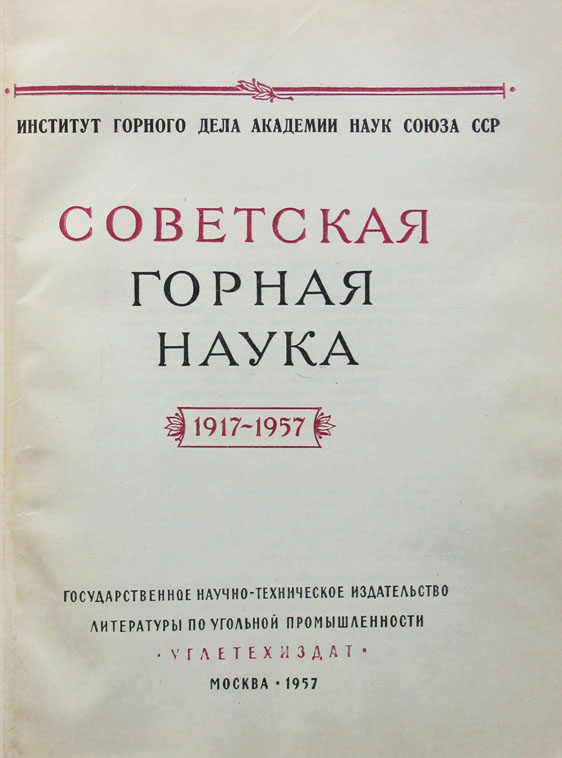 ИНСТИТУТ ГОРНОГО ДЕЛА АКАДЕМИИ НАУК СОЮЗА ССР
СОВЕТСКАЯ
ГОРНАЯ
НАУКА
1917~1957
ГОСУДАРСТВЕННОЕ НАУЧНО-ТЕХНИЧЕСКОЕ ИЗДАТЕЛЬСТВО
ЛИТЕРАТУРЫ ПО УГОЛЬНОЙ ПРОМЫШЛЕННОСТИ
• УГЛЕТЕХИЗДАТ •
МОСКВА • 1957